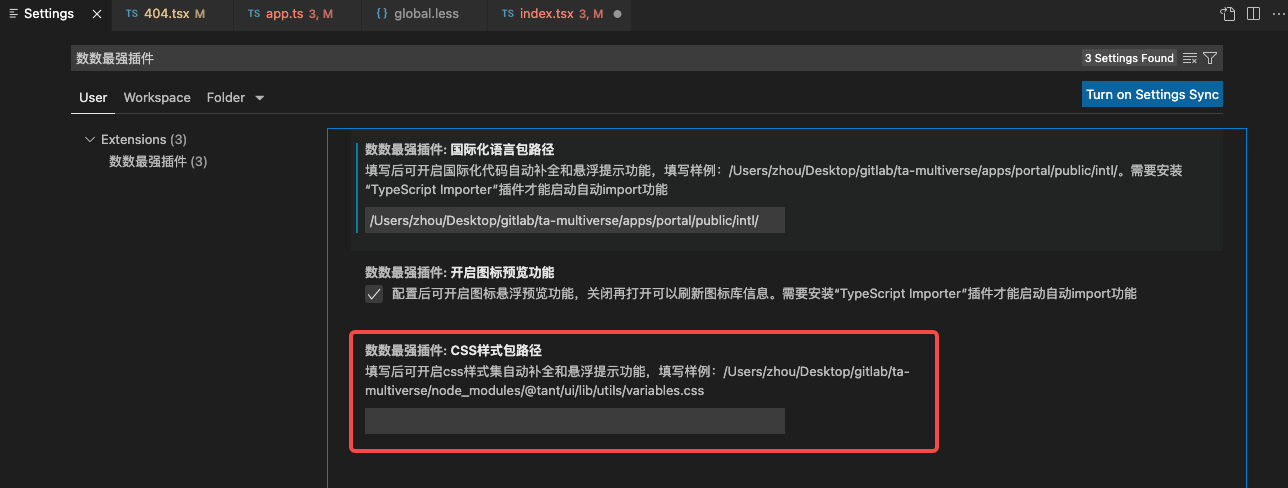 Settings
TS 404.tsx M
TS app.ts 3, M
{} global.less
TS index.tsx 3, M
数数最强插件
3 Settings Found
User Workspace Folder
Turn on Settings Sync
Extensions (3)
数数最强插件 (3)
数数最强插件: 国际化语言包路径
填写后可开启国际化代码自动补全和悬浮提示功能，填写样例：/Users/zhou/Desktop/gitlab/ta-multiverse/apps/portal/public/intl/。需要安装
“TypeScript Importer”插件才能启动自动import功能
/Users/zhou/Desktop/gitlab/ta-multiverse/apps/portal/public/intl/
数数最强插件: 开启图标预览功能
配置后可开启图标悬浮预览功能，关闭再打开可以刷新图标库信息。需要安装“TypeScript Importer”插件才能启动自动import功能
数数最强插件: CSS样式包路径
填写后可开启css样式集自动补全和悬浮提示功能，填写样例：/Users/zhou/Desktop/gitlab/ta-
multiverse/node_modules/@tant/ui/lib/utils/variables.css